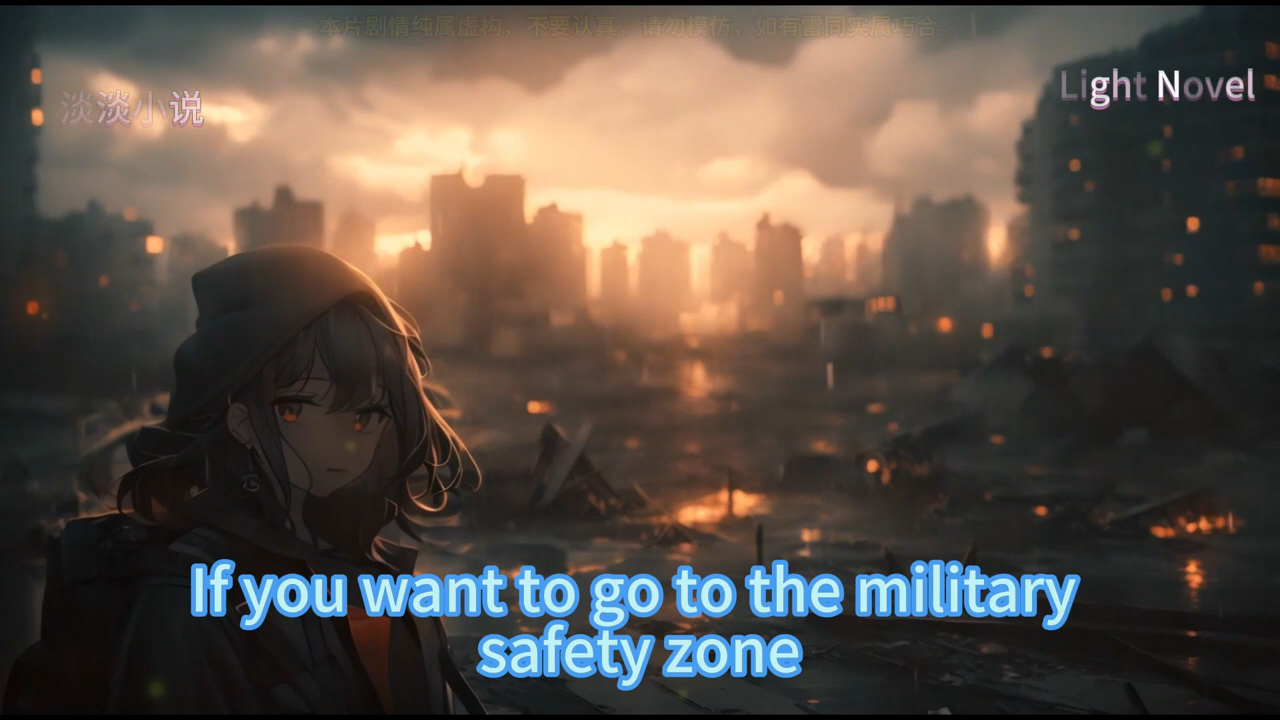 本片剧情纯属虚构，不要认真，请勿模仿，如有雷同实属巧合。
淡淡小说
Light Novel
If you want to go to the military
safety zone